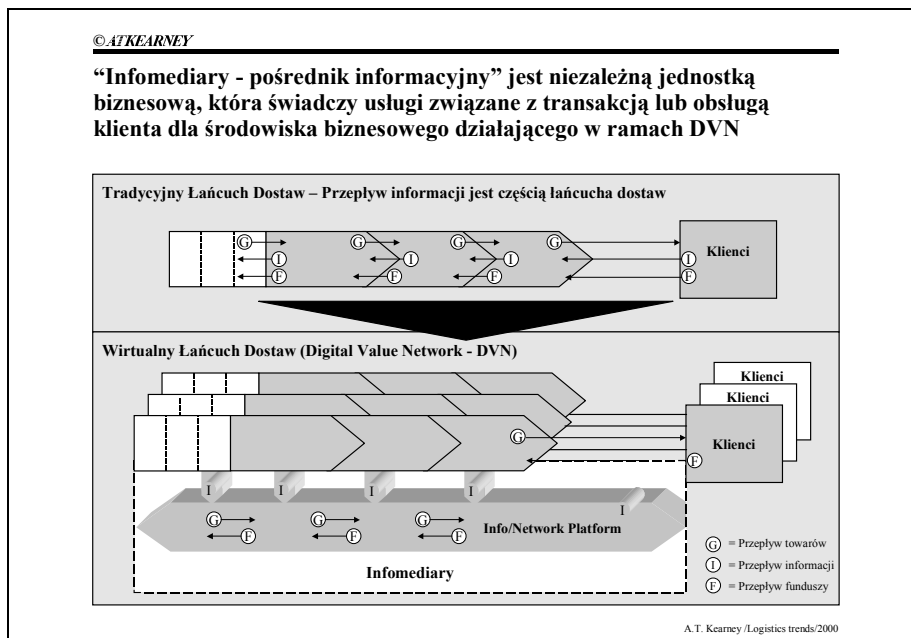 © ATKEARNEY
“Infomediary - pośrednik informacyjny” jest niezależną jednostką
biznesową, która świadczy usługi związane z transakcją lub obsługą
klienta dla środowiska biznesowego działającego w ramach DVN
Tradycyjny Łańcuch Dostaw – Przepływ informacji jest częścią łańcucha dostaw
G G G G
Klienci
I I I I
F F F F
Wirtualny Łańcuch Dostaw (Digital Value Network - DVN)
Klienci
Klienci
Klienci
G
F
I I I I I
G G G
Info/Network Platform
F F F
Infomediary
G = Przepływ towarów
I = Przepływ informacji
F = Przepływ funduszy
A.T. Kearney /Logistics trends/2000